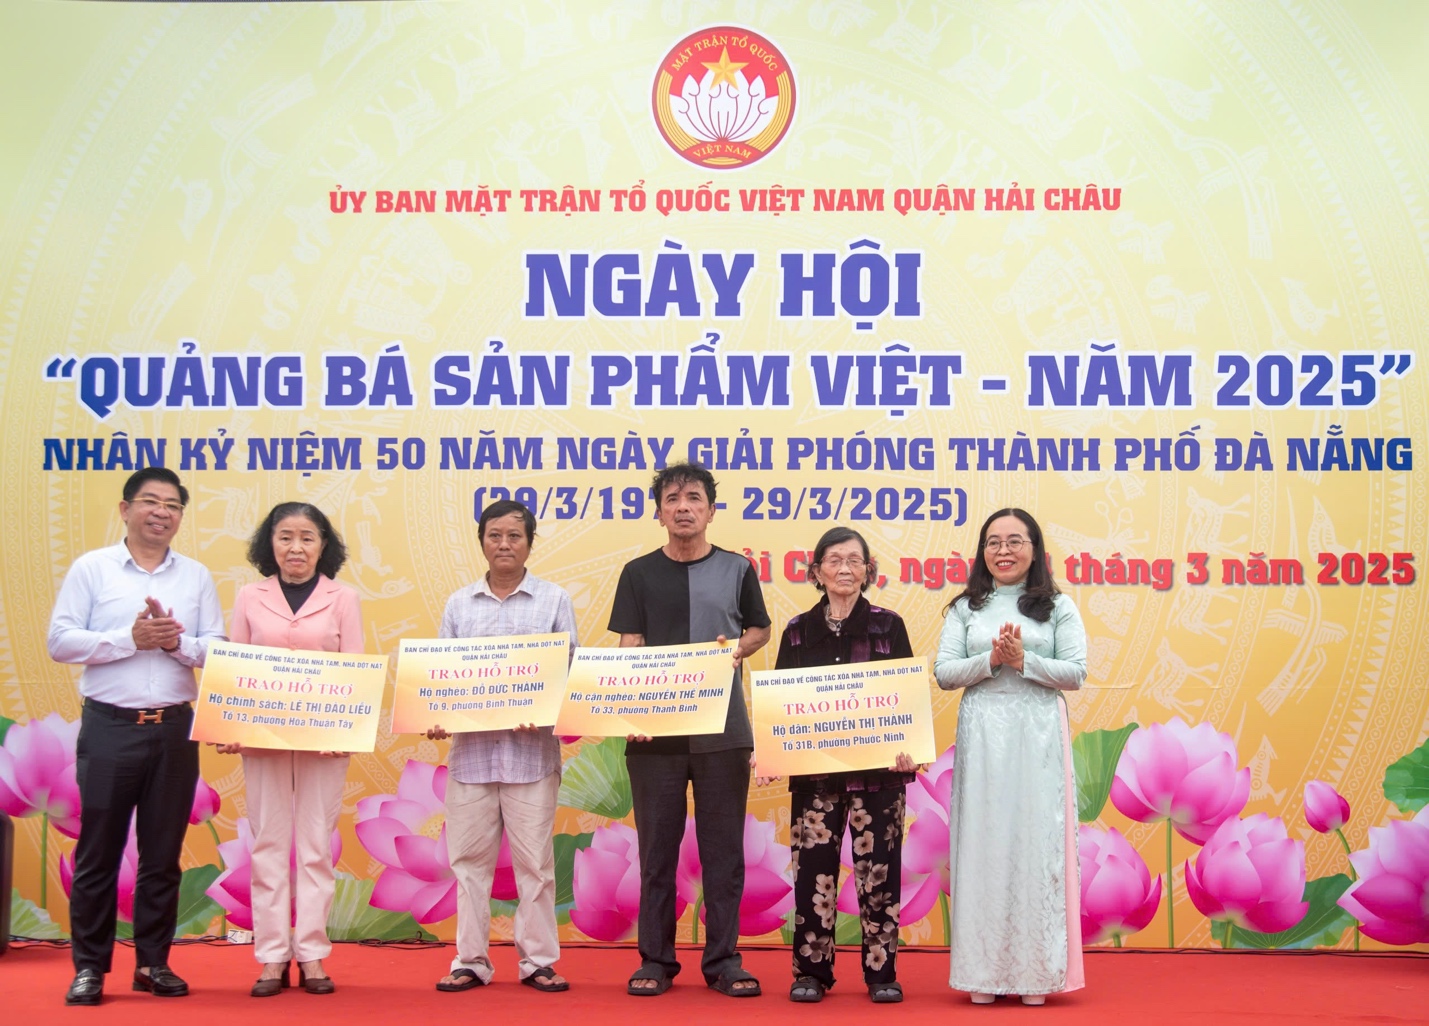 MẶT TRẬN TỔ QUỐC
VIỆT NAM
ỦY BAN MẶT TRẬN TỔ QUỐC VIỆT NAM QUẬN HẢI CHÂU
NGÀY HỘI
“QUẢNG BÁ SẢN PHẨM VIỆT - NĂM 2025”
NHÂN KỶ NIỆM 50 NĂM NGÀY GIẢI PHÓNG THÀNH PHỐ ĐÀ NẴNG
- 29/3/2025)
tháng 3 năm 2025
BAN CHỈ ĐẠO VỀ CÔNG TÁC XÓA NHÀ TẠM, NHÀ DỘT NÁT
QUẬN HẢI CHÂU
TRAO HỖ TRỢ
Hộ chính sách: LÊ THỊ ĐÀO LIỄU
Tổ 13, phường Hòa Thuận Tây
BAN CHỈ ĐẠO VỀ CÔNG TÁC XÓA NHÀ TẠM, NHÀ DỘT NÁT
QUẬN HẢI CHÂU
TRAO HỖ TRỢ
Hộ nghèo: ĐỖ ĐỨC THÀNH
Tổ 9, phường Bình Thuận
BAN CHỈ ĐẠO VỀ CÔNG TÁC XÓA NHÀ TẠM, NHÀ DỘT NÁT
QUẬN HẢI CHÂU
TRAO HỖ TRỢ
Hộ cận nghèo: NGUYỄN THẾ MINH
Tổ 33, phường Thanh Bình
BAN CHỈ ĐẠO VỀ CÔNG TÁC XÓA NHÀ TẠM, NHÀ DỘT NÁT
QUẬN HẢI CHÂU
TRAO HỖ TRỢ
Hộ dân: NGUYỄN THỊ THÀNH
Tổ 31B, phường Phước Ninh